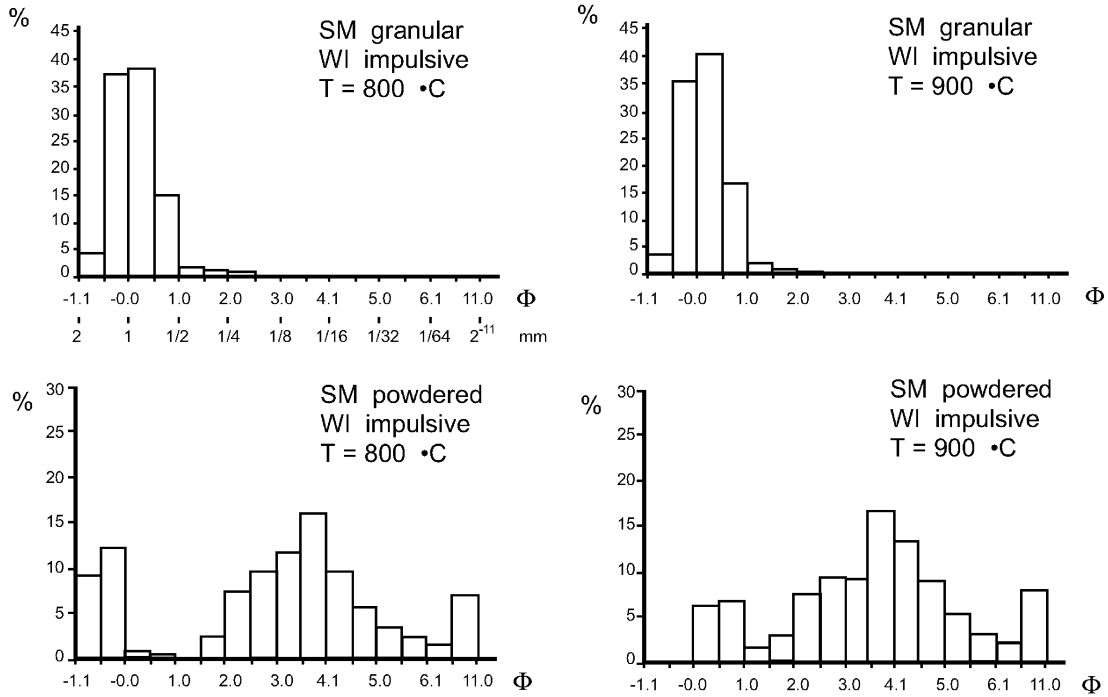 %
SM granular
WI impulsive
T = 800 •C
45
40
35
30
25
20
15
10
5
0
-1.1 -0.0 1.0 2.0 3.0 4.1 5.0 6.1 11.0 Φ
2 1 1/2 1/4 1/8 1/16 1/32 1/64 2⁻¹¹ mm
%
SM granular
WI impulsive
T = 900 •C
45
40
35
30
25
20
15
10
5
0
-1.1 -0.0 1.0 2.0 3.0 4.1 5.0 6.1 11.0 Φ
%
SM powdered
WI impulsive
T = 800 •C
30
25
20
15
10
5
0
-1.1 -0.0 1.0 2.0 3.0 4.1 5.0 6.1 11.0 Φ
%
SM powdered
WI impulsive
T = 900 •C
30
25
20
15
10
5
0
-1.1 -0.0 1.0 2.0 3.0 4.1 5.0 6.1 11.0 Φ